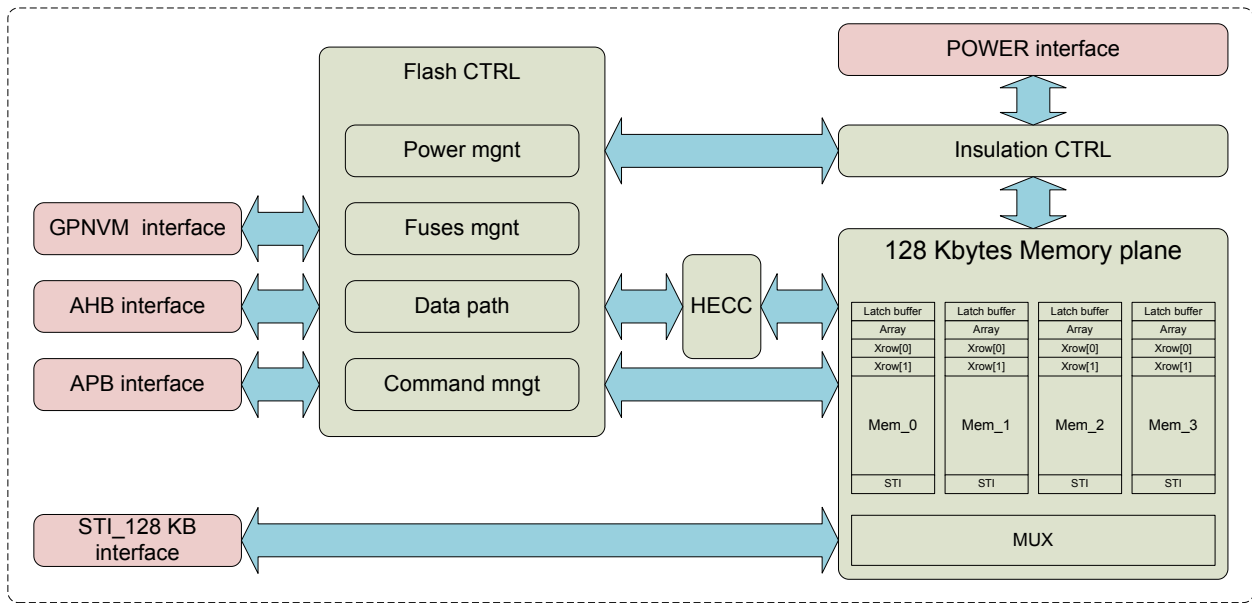 POWER interface
Flash CTRL
Power mgnt
Insulation CTRL
GPNVM  interface
Fuses mgnt
128 Kbytes Memory plane
AHB interface
Data path
HECC
APB interface
Command mngt
Latch buffer
Array
Xrow[0]
Xrow[1]
Mem_0
STI
Latch buffer
Array
Xrow[0]
Xrow[1]
Mem_1
STI
Latch buffer
Array
Xrow[0]
Xrow[1]
Mem_2
STI
Latch buffer
Array
Xrow[0]
Xrow[1]
Mem_3
STI
STI_128 KB
interface
MUX